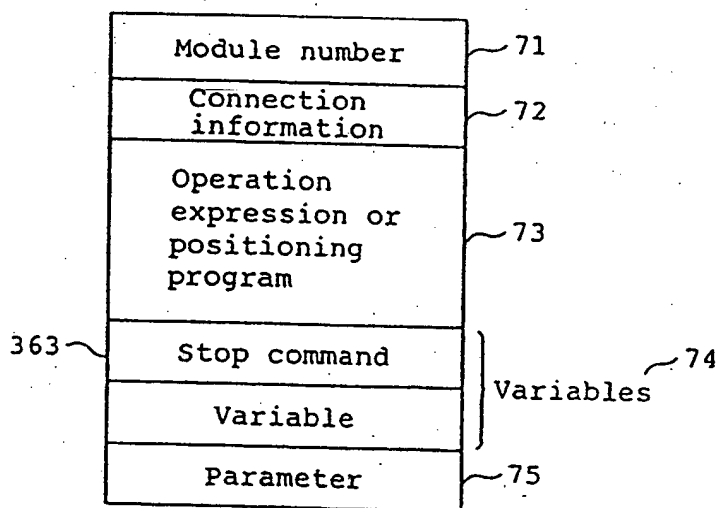 Module number
71
Connection
information
72
Operation
expression or
positioning
program
73
363
Stop command
Variable
Variables
74
Parameter
75